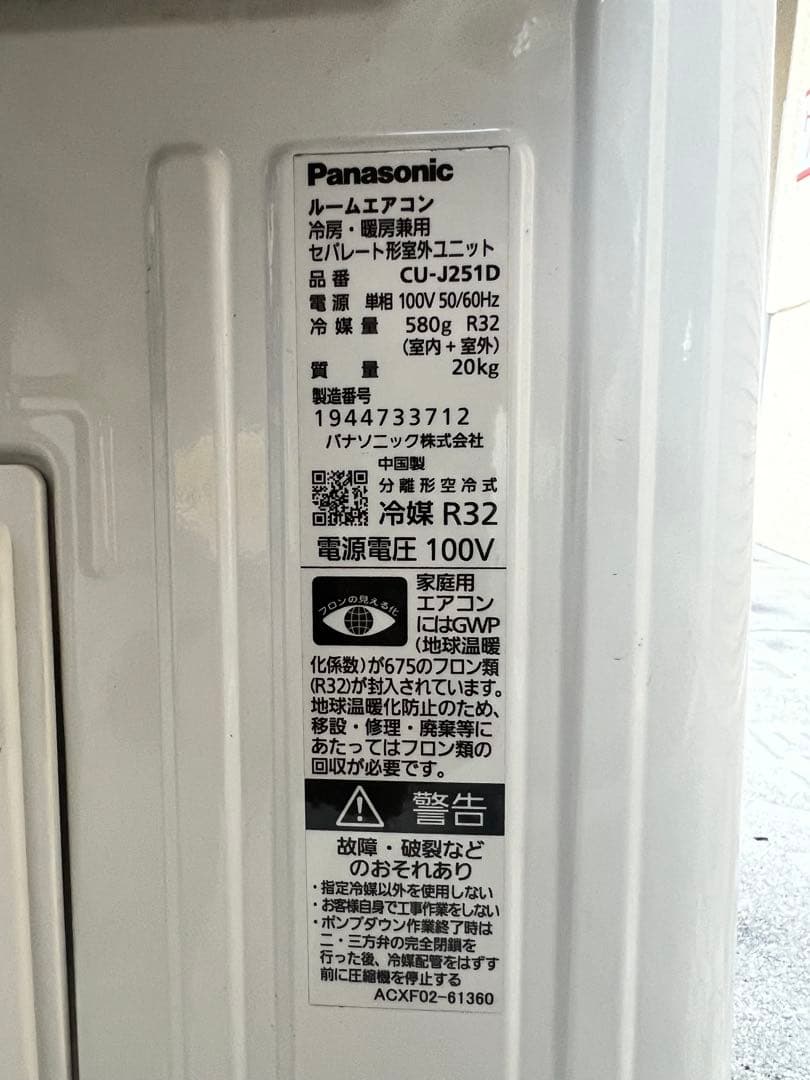 Panasonic
ルームエアコン
冷房・暖房兼用
セパレート形室外ユニット
品番 CU-J251D
電源 単相 100V 50/60Hz
冷媒量 580g R32
(室内+室外)
質量 20kg
製造番号
1944733712
パナソニック株式会社
中国製
分離形空冷式
冷媒 R32
電源電圧 100V
フロンの見える化
家庭用
エアコン
にはGWP
(地球温暖
化係数)が675のフロン類
(R32)が封入されています。
地球温暖化防止のため、
移設・修理・廃棄等に
あたってはフロン類の
回収が必要です。
警告
故障・破裂など
のおそれあり
・指定冷媒以外を使用しない
・お客様自身で工事作業をしない
・ポンプダウン作業終了時は
二・三方弁の完全閉鎖を
行った後、冷媒配管をはずす
前に圧縮機を停止する
ACXF02-61360